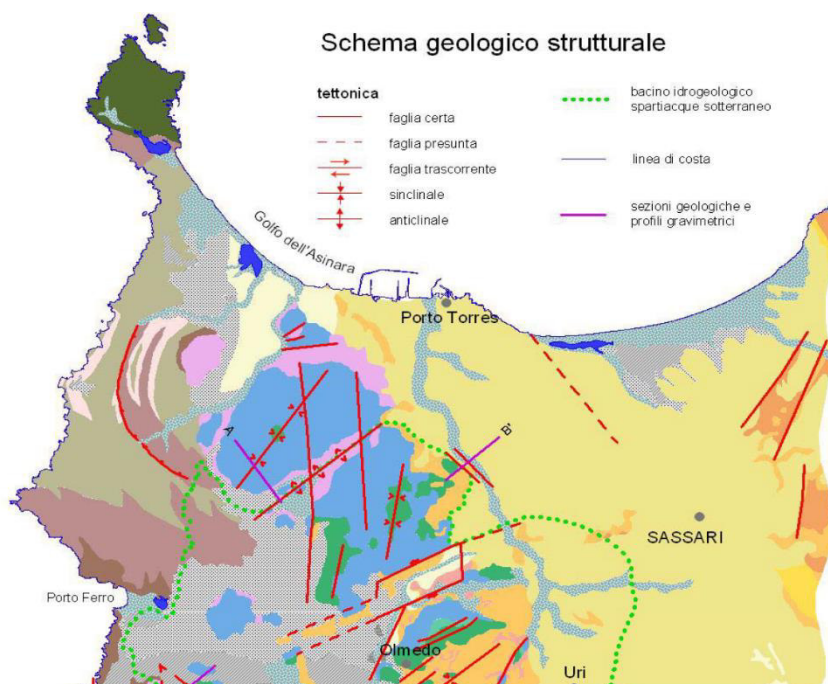 Schema geologico strutturale
tettonica
faglia certa
faglia presunta
faglia trascorrente
sinclinale
anticlinale
bacino idrogeologico
spartiacque sotterraneo
linea di costa
sezioni geologiche e
profili gravimetrici
Golfo dell'Asinara
Porto Torres
A
B'
SASSARI
Porto Ferro
Olmedo
Uri